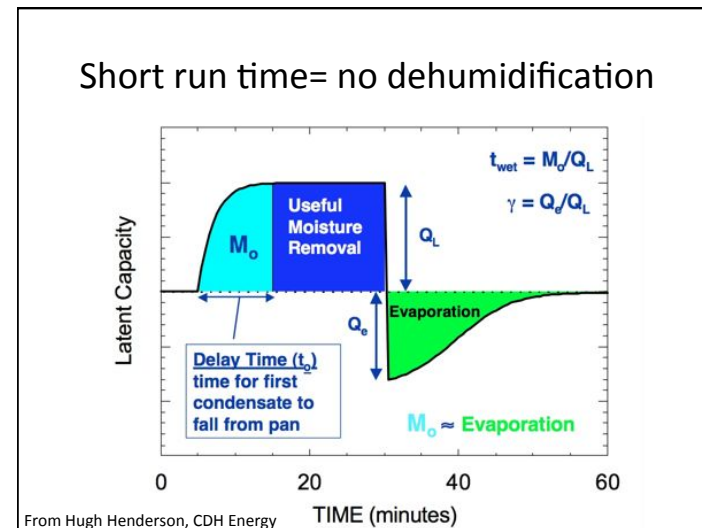 Short run time= no dehumidification
t_wet = M_o/Q_L
γ = Q_e/Q_L
Useful
Moisture
Removal
M_o
Q_L
Latent Capacity
Q_e
Evaporation
Delay Time (t_o)
time for first
condensate to
fall from pan
M_o ≈ Evaporation
0 20 40 60
TIME (minutes)
From Hugh Henderson, CDH Energy